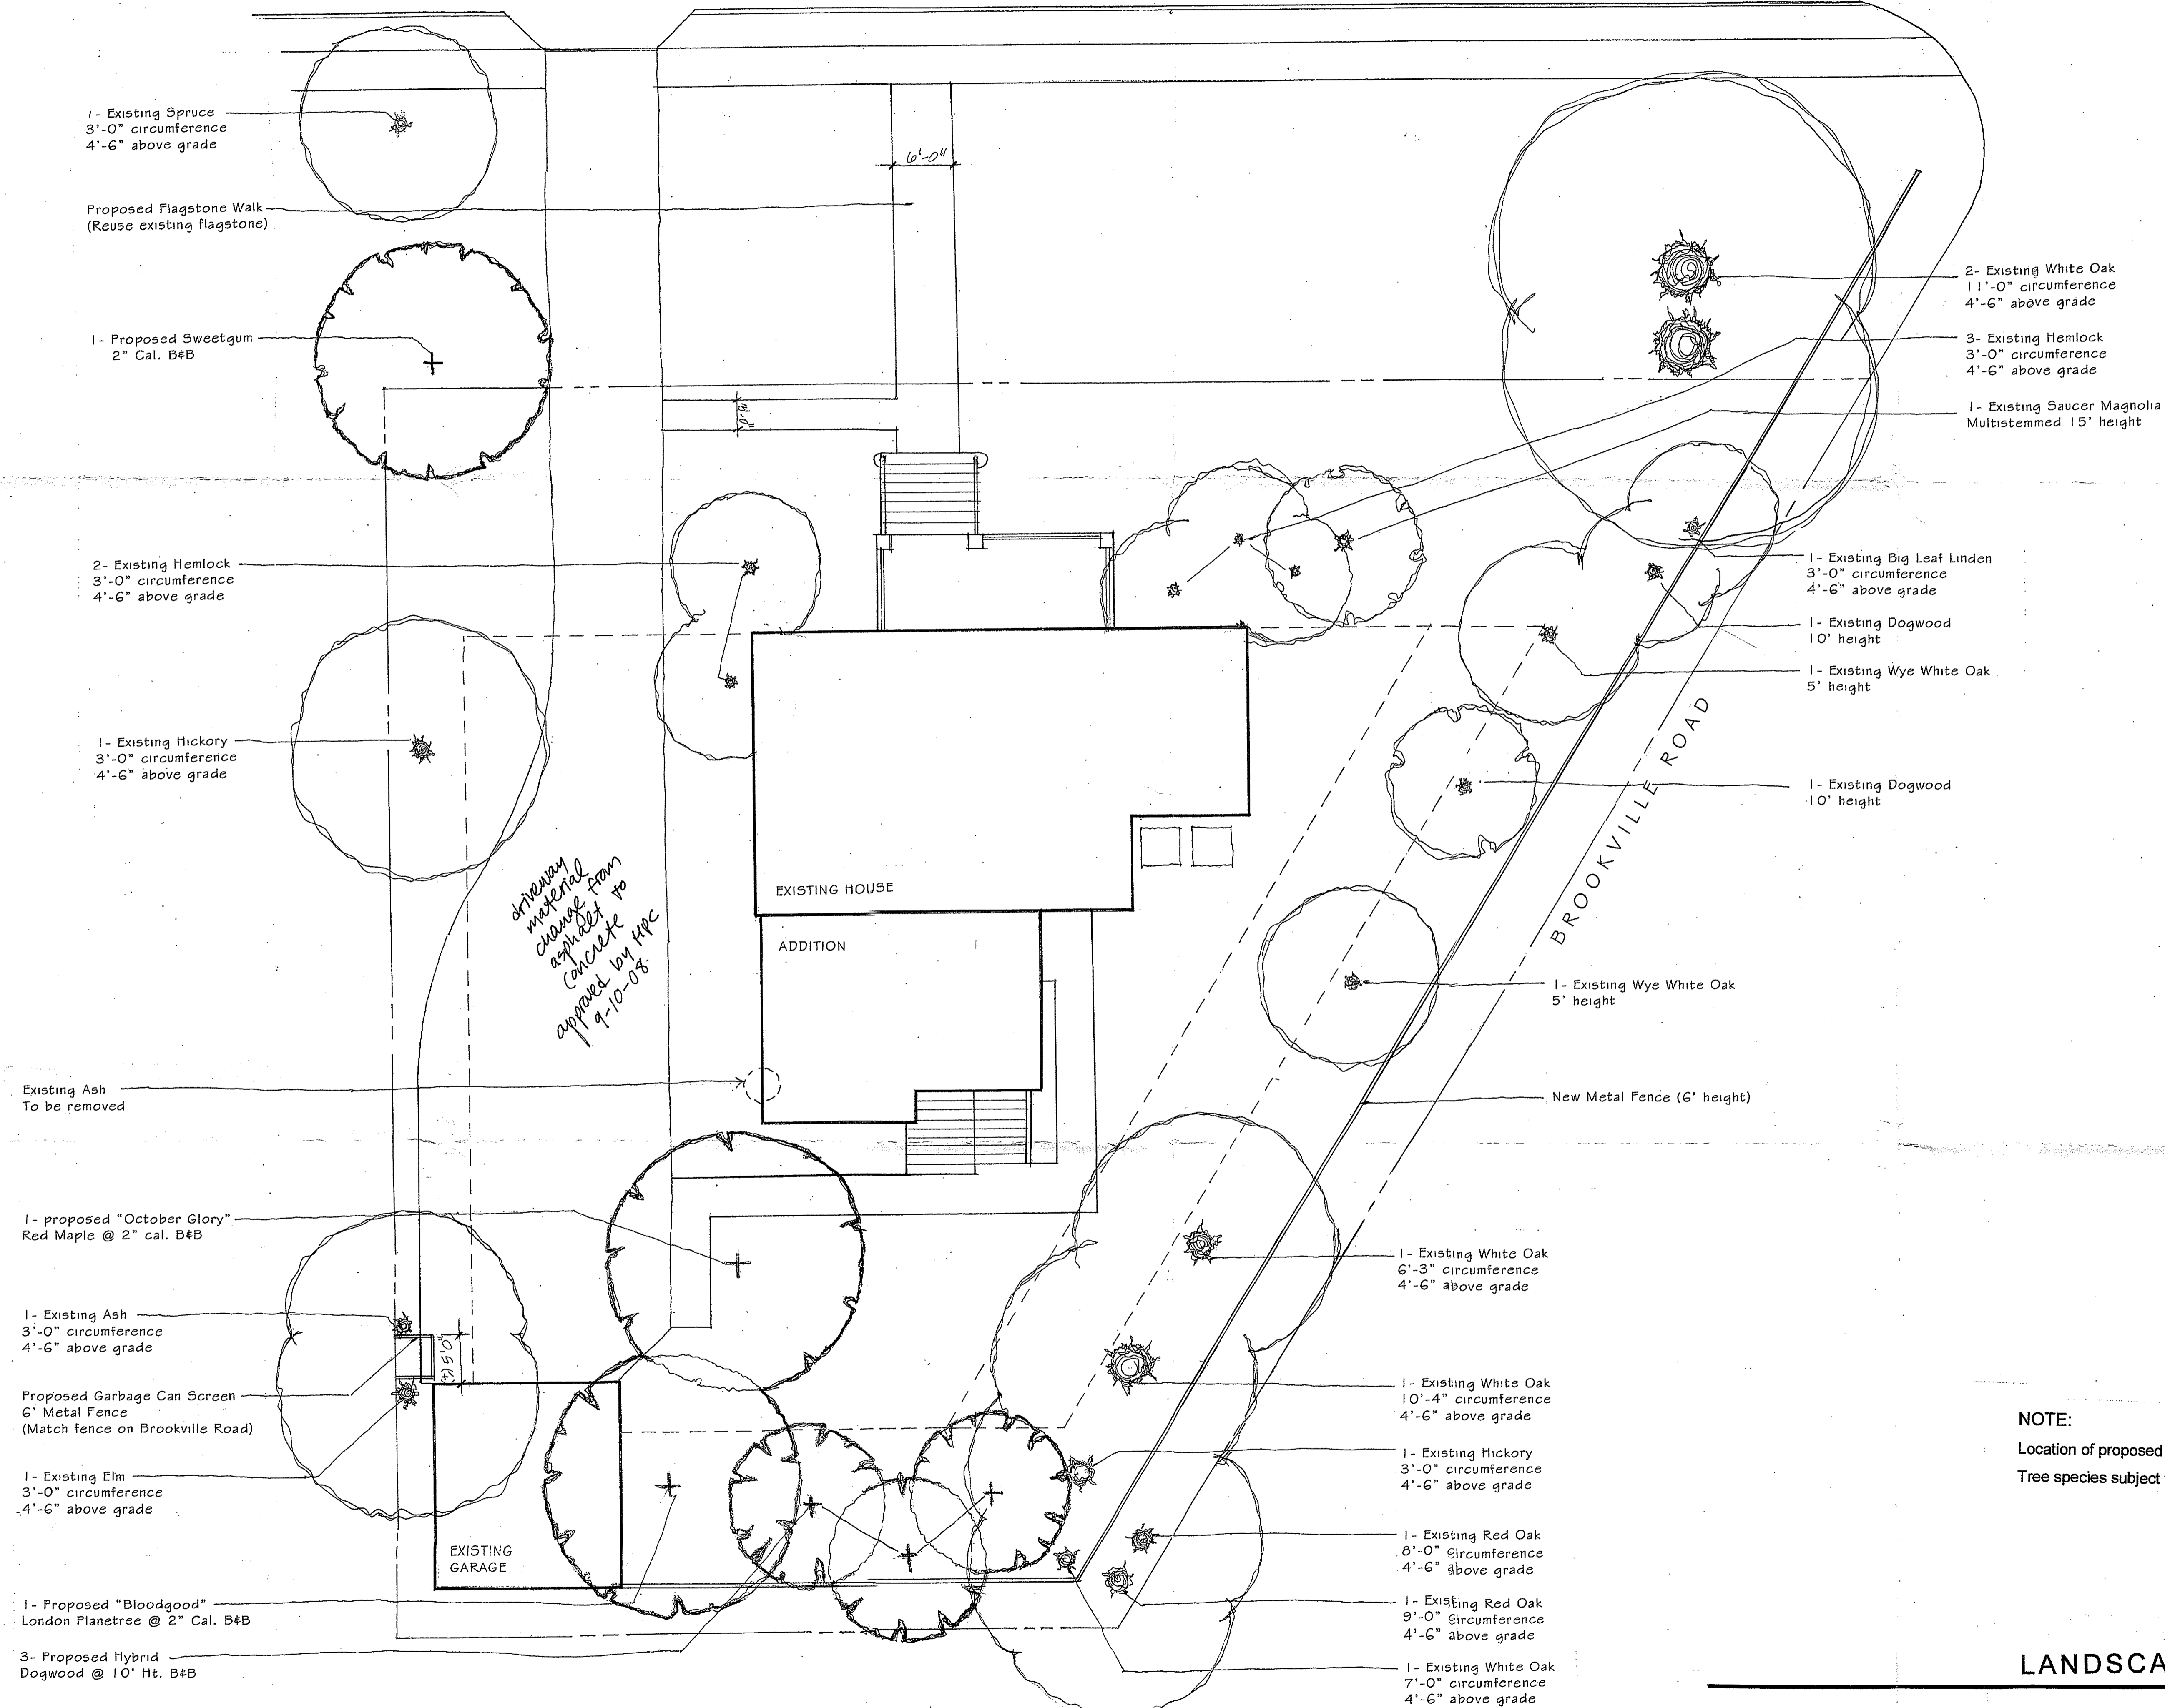 1- Existing Spruce
3'-0" circumference
4'-6" above grade
6'-0"
Proposed Flagstone Walk
(Reuse existing flagstone)
1- Proposed Sweetgum
2" Cal. B&B
2- Existing Hemlock
3'-0" circumference
4'-6" above grade
1- Existing Hickory
3'-0" circumference
4'-6" above grade
driveway
material
change from
asphalt to
concrete
approved by HPC
9-10-08.
EXISTING HOUSE
ADDITION
Existing Ash
To be removed
1- proposed "October Glory"
Red Maple @ 2" cal. B&B
1- Existing Ash
3'-0" circumference
4'-6" above grade
Proposed Garbage Can Screen
6' Metal Fence
(Match fence on Brookville Road)
1- Existing Elm
3'-0" circumference
4'-6" above grade
EXISTING
GARAGE
1- Proposed "Bloodgood"
London Planetree @ 2" Cal. B&B
3- Proposed Hybrid
Dogwood @ 10' Ht. B&B
2- Existing White Oak
11'-0" circumference
4'-6" above grade
3- Existing Hemlock
3'-0" circumference
4'-6" above grade
1- Existing Saucer Magnolia
Multistemmed 15' height
1- Existing Big Leaf Linden
3'-0" circumference
4'-6" above grade
1- Existing Dogwood
10' height
1- Existing Wye White Oak
5' height
BROOKVILLE ROAD
1- Existing Dogwood
10' height
1- Existing Wye White Oak
5' height
New Metal Fence (6' height)
1- Existing White Oak
6'-3" circumference
4'-6" above grade
1- Existing White Oak
10'-4" circumference
4'-6" above grade
1- Existing Hickory
3'-0" circumference
4'-6" above grade
1- Existing Red Oak
8'-0" circumference
4'-6" above grade
1- Existing Red Oak
9'-0" circumference
4'-6" above grade
1- Existing White Oak
7'-0" circumference
4'-6" above grade
NOTE:
Location of proposed
Tree species subject
LANDSCA